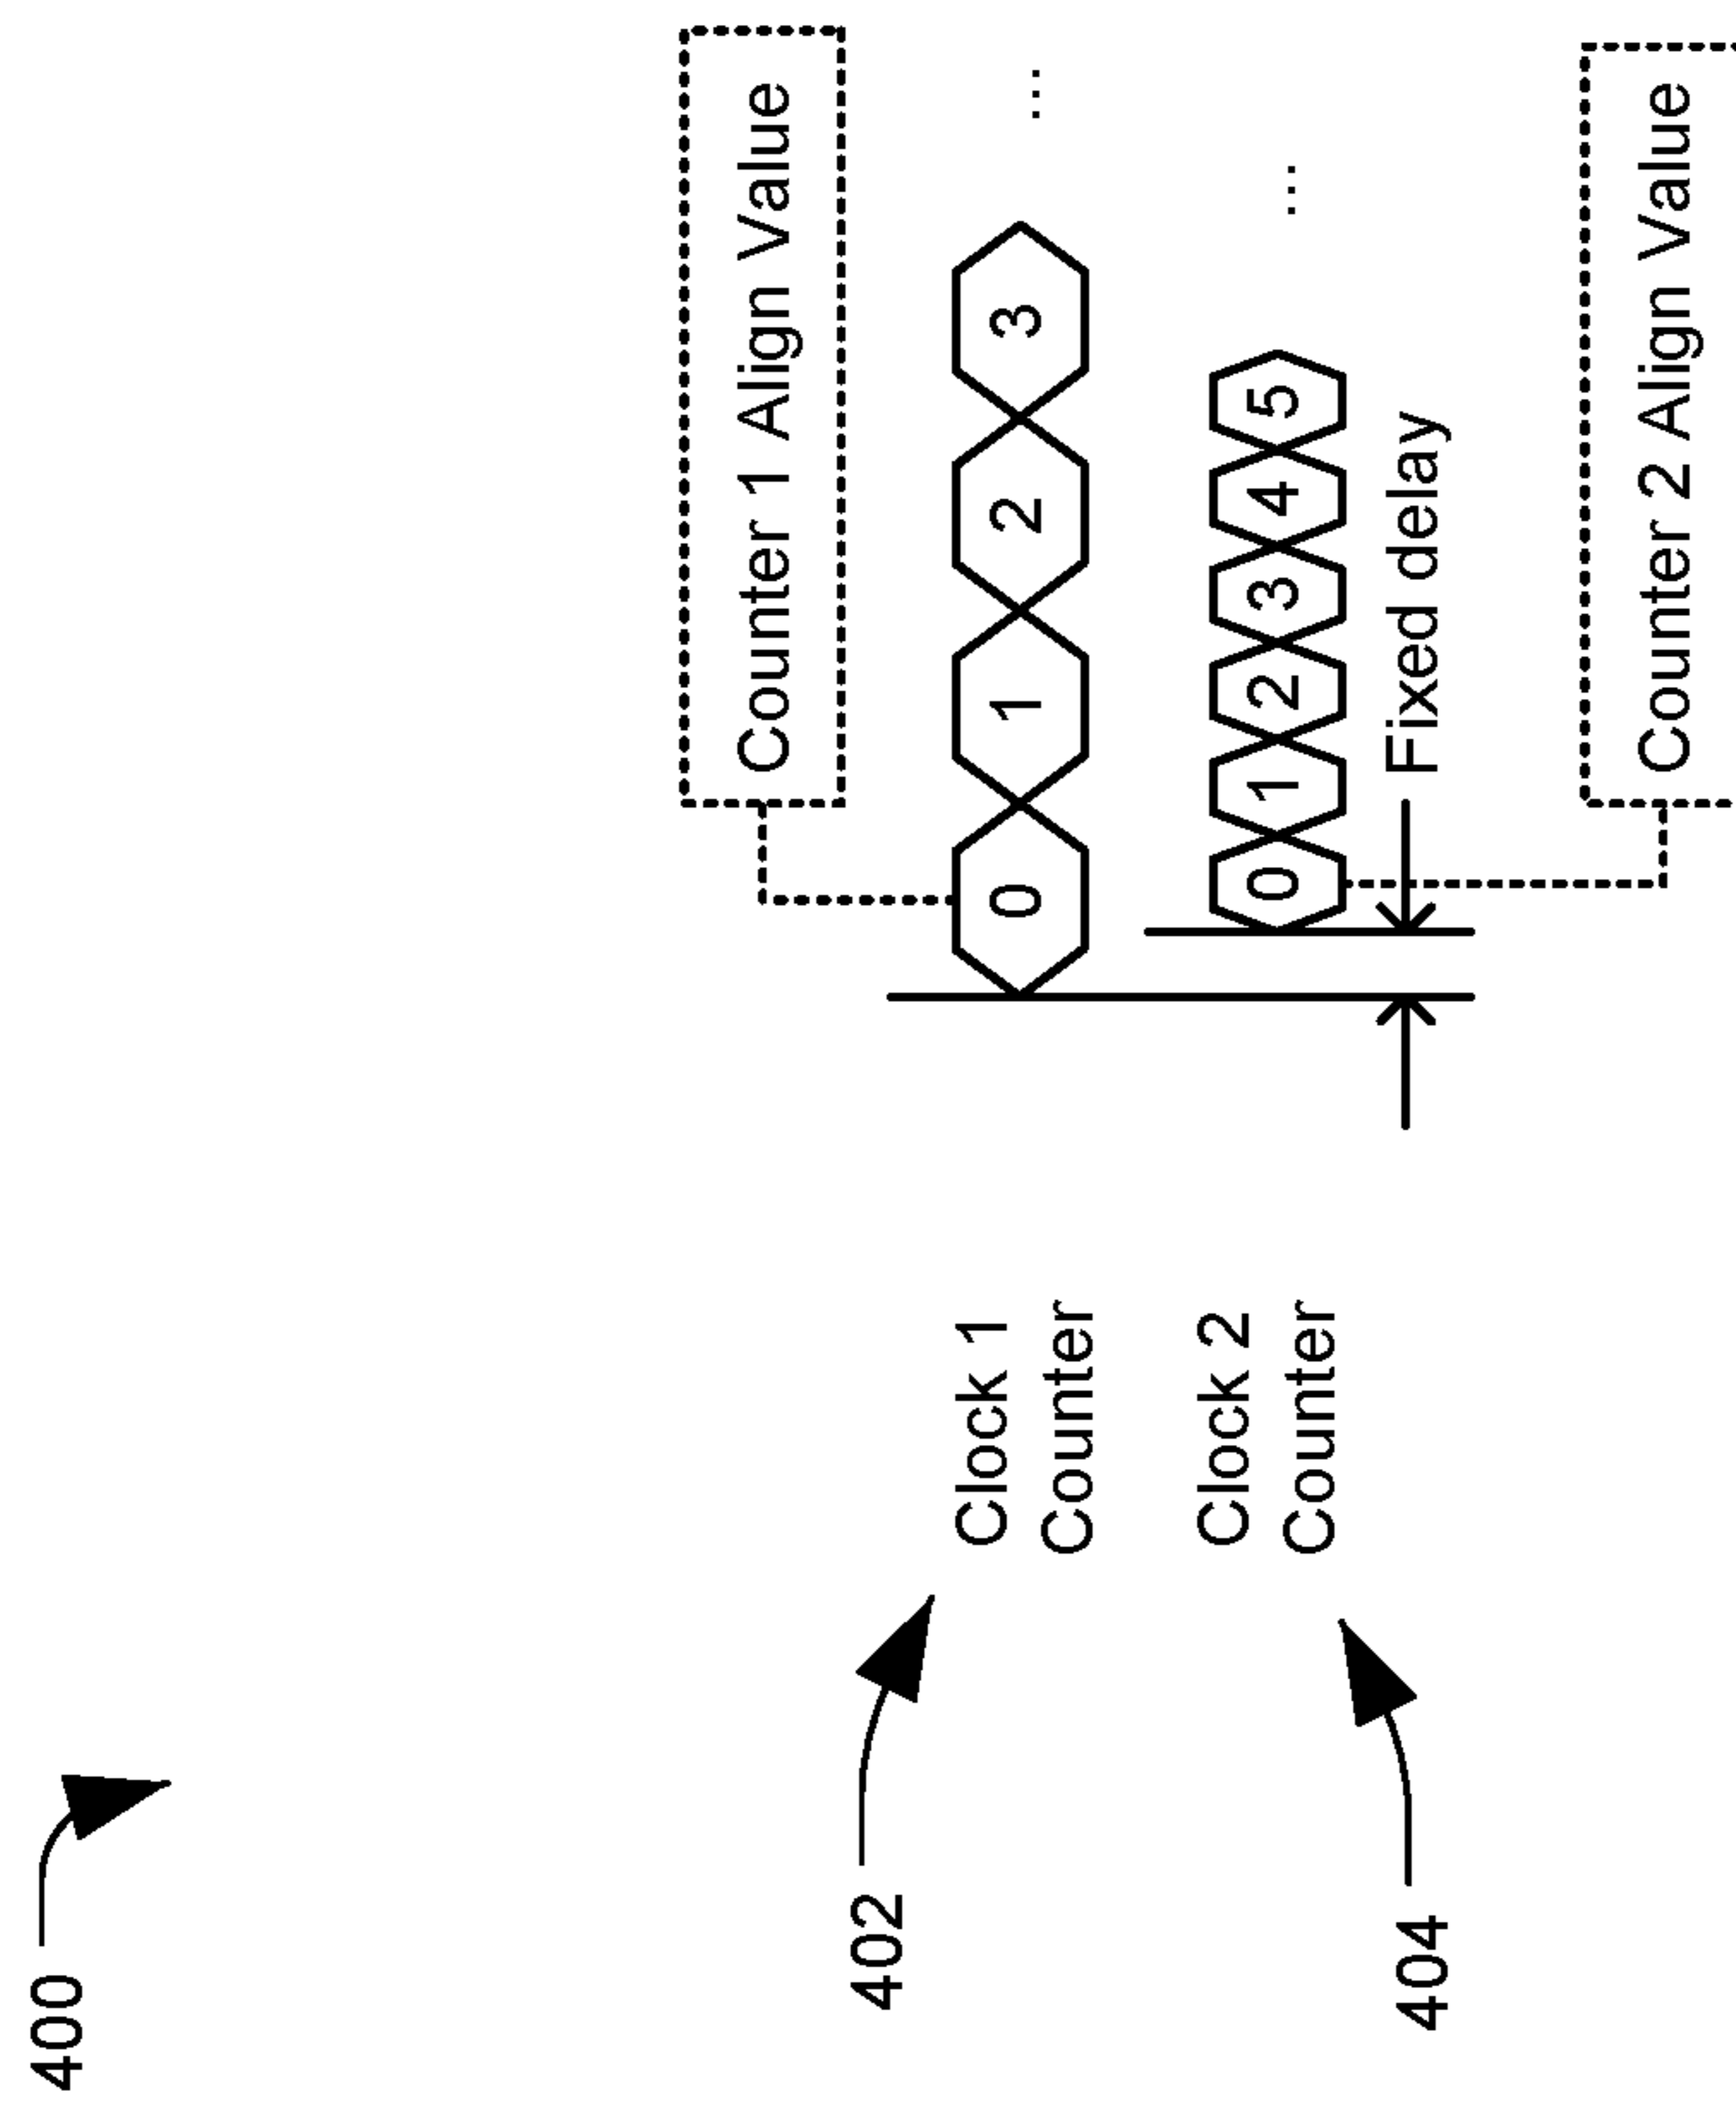 400
Counter 1 Align Value
402
Clock 1
Counter
0 1 2 3 ...
404
Clock 2
Counter
0 1 2 3 4 5 ...
Fixed delay
Counter 2 Align Value